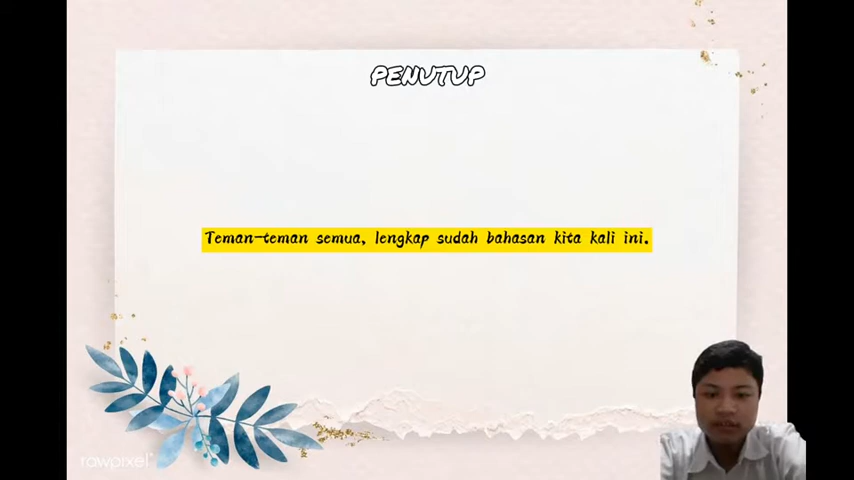 PENUTUP
Teman-teman semua, lengkap sudah bahasan kita kali ini.
rawpixel